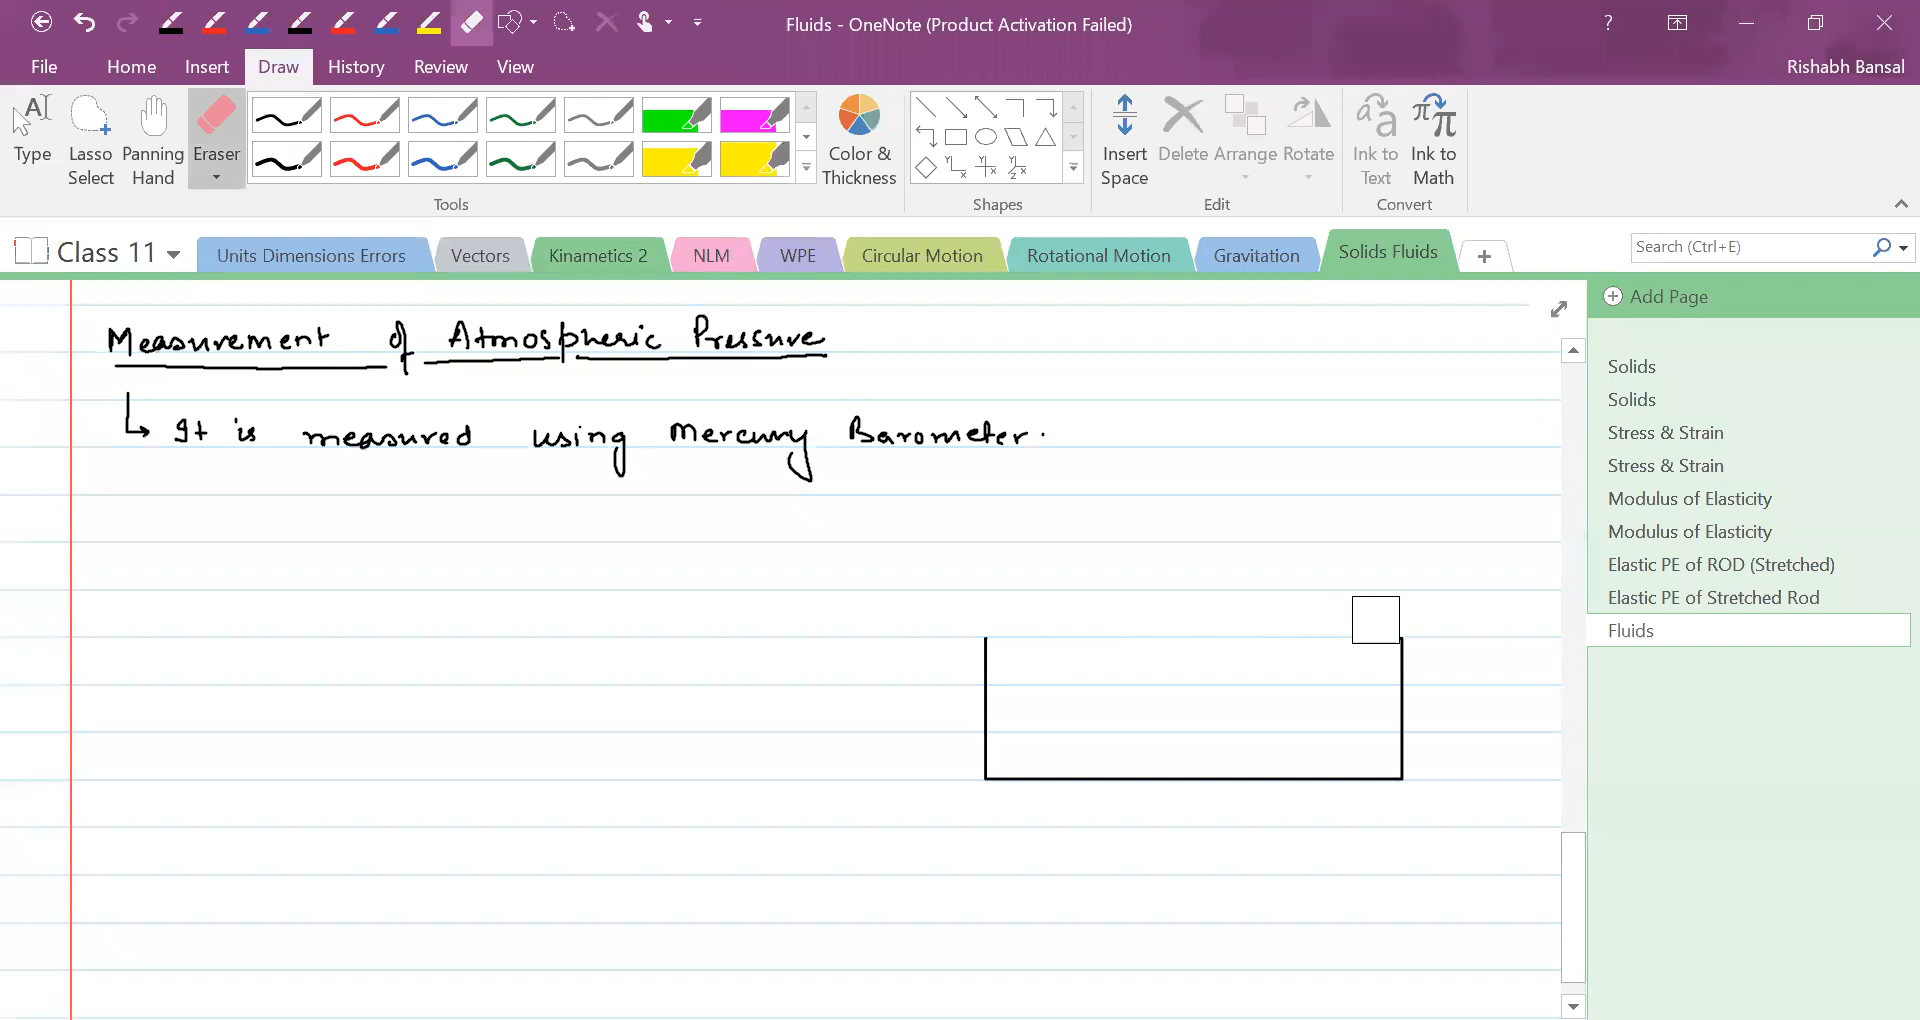 Fluids - OneNote (Product Activation Failed)
?
File Home Insert Draw History Review View
Rishabh Bansal
Type
Lasso Select
Panning Hand
Eraser
Color & Thickness
Insert Space
Delete
Arrange
Rotate
Ink to Text
Ink to Math
Tools
Shapes
Edit
Convert
Class 11
Units Dimensions Errors
Vectors
Kinametics 2
NLM
WPE
Circular Motion
Rotational Motion
Gravitation
Solids Fluids
Search (Ctrl+E)
Add Page
Solids
Solids
Stress & Strain
Stress & Strain
Modulus of Elasticity
Modulus of Elasticity
Elastic PE of ROD (Stretched)
Elastic PE of Stretched Rod
Fluids
Measurement of Atmospheric Pressure
It is measured using Mercury Barometer.